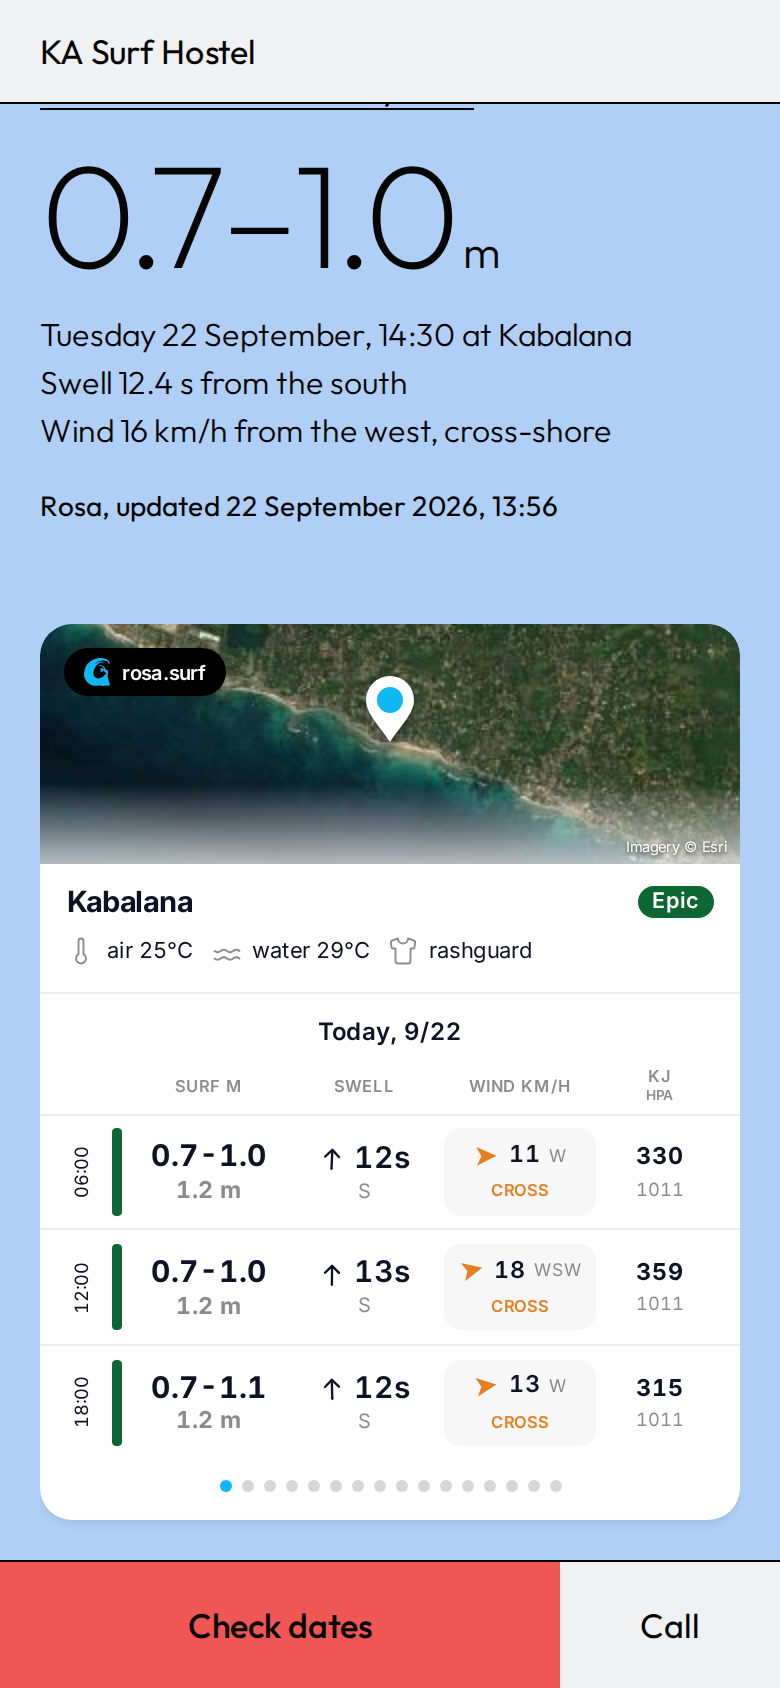 KA Surf Hostel
0.7–1.0 m
Tuesday 22 September, 14:30 at Kabalana
Swell 12.4 s from the south
Wind 16 km/h from the west, cross-shore
Rosa, updated 22 September 2026, 13:56
rosa.surf
Imagery © Esri
Kabalana
Epic
air 25°C water 29°C rashguard
Today, 9/22
SURF M SWELL WIND KM/H KJ
HPA
06:00 0.7-1.0 12s 11 W 330
1.2 m S CROSS 1011
12:00 0.7-1.0 13s 18 WSW 359
1.2 m S CROSS 1011
18:00 0.7-1.1 12s 13 W 315
1.2 m S CROSS 1011
Check dates Call